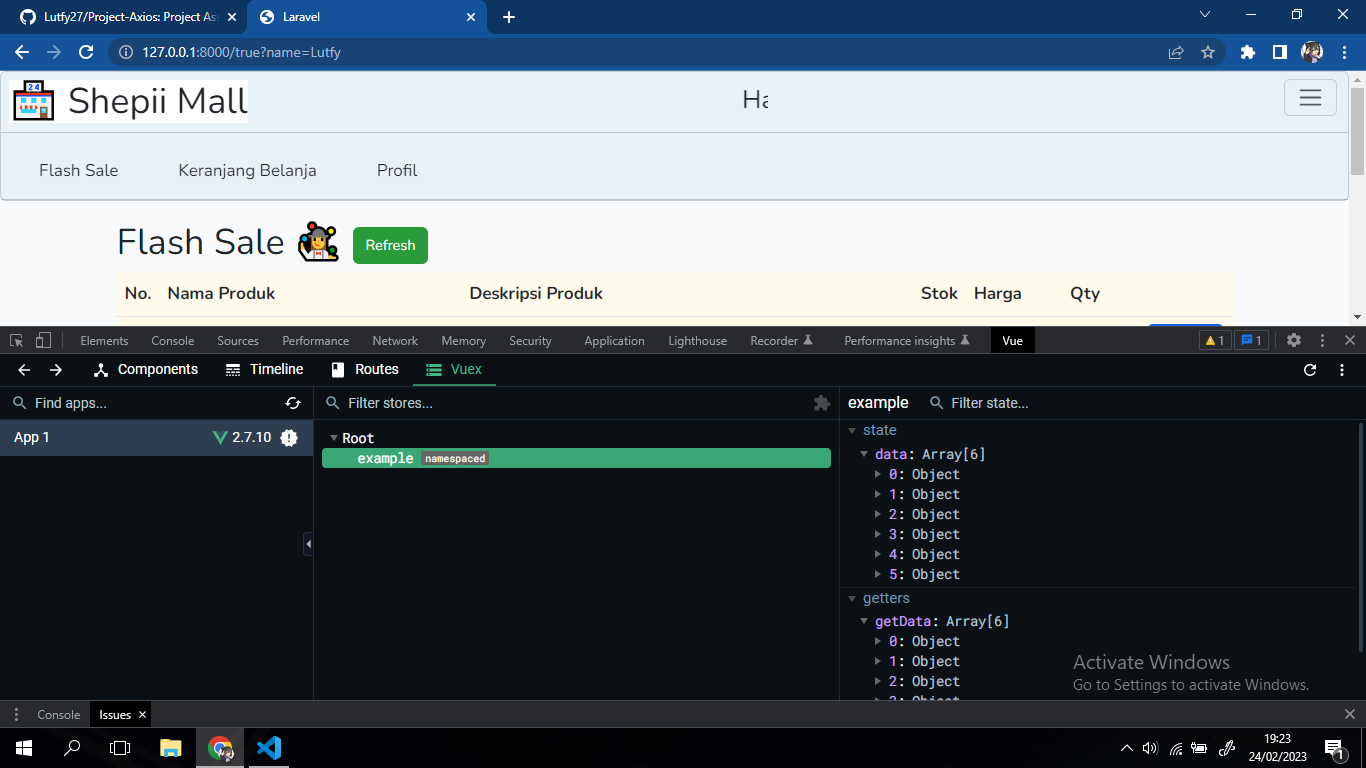 Lutfy27/Project-Axios: Project As
Laravel
127.0.0.1:8000/true?name=Lutfy
24
Shepii Mall
Ha
Flash Sale
Keranjang Belanja
Profil
Flash Sale
Refresh
No.
Nama Produk
Deskripsi Produk
Stok
Harga
Qty
Elements
Console
Sources
Performance
Network
Memory
Security
Application
Lighthouse
Recorder
Performance insights
Vue
1
1
Components
Timeline
Routes
Vuex
Find apps...
Filter stores...
example
Filter state...
App 1
2.7.10
Root
example namespaced
state
data: Array[6]
0: Object
1: Object
2: Object
3: Object
4: Object
5: Object
getters
getData: Array[6]
0: Object
1: Object
2: Object
Activate Windows
Go to Settings to activate Windows.
Console
Issues
19:23
24/02/2023
1